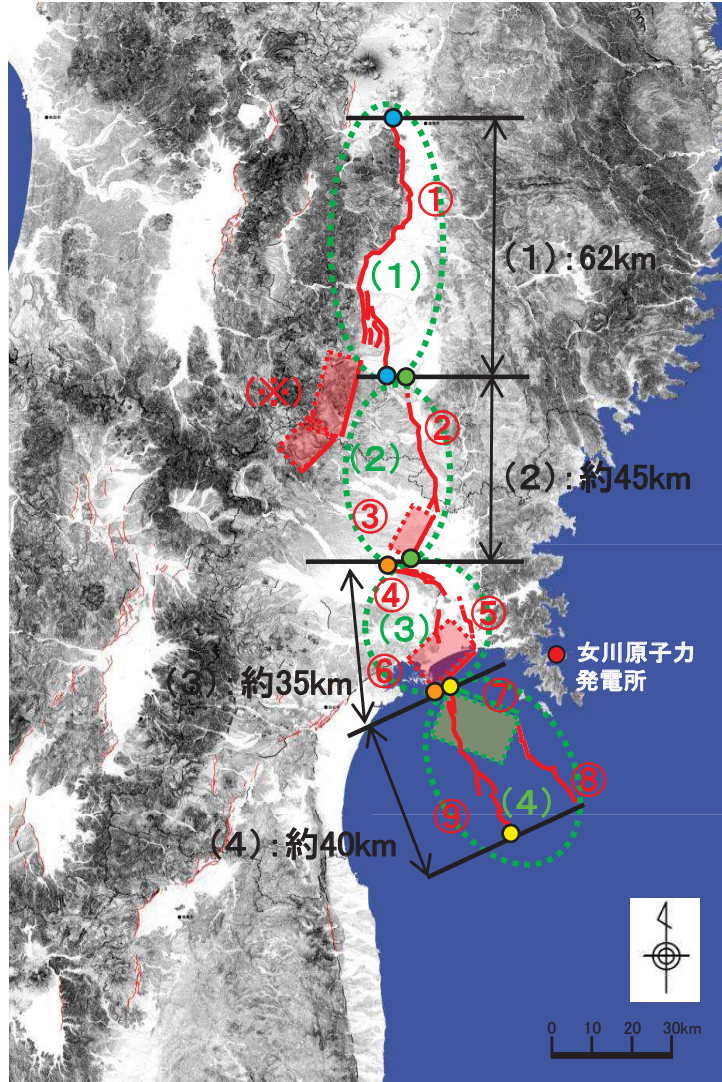 ①
(1):62km
(1)
(※)
②
(2)
(2):約45km
③
④
⑤
(3)
女川原子力
発電所
⑥
(3):約35km
⑦
⑧
(4)
⑨
(4):約40km
0 10 20 30km